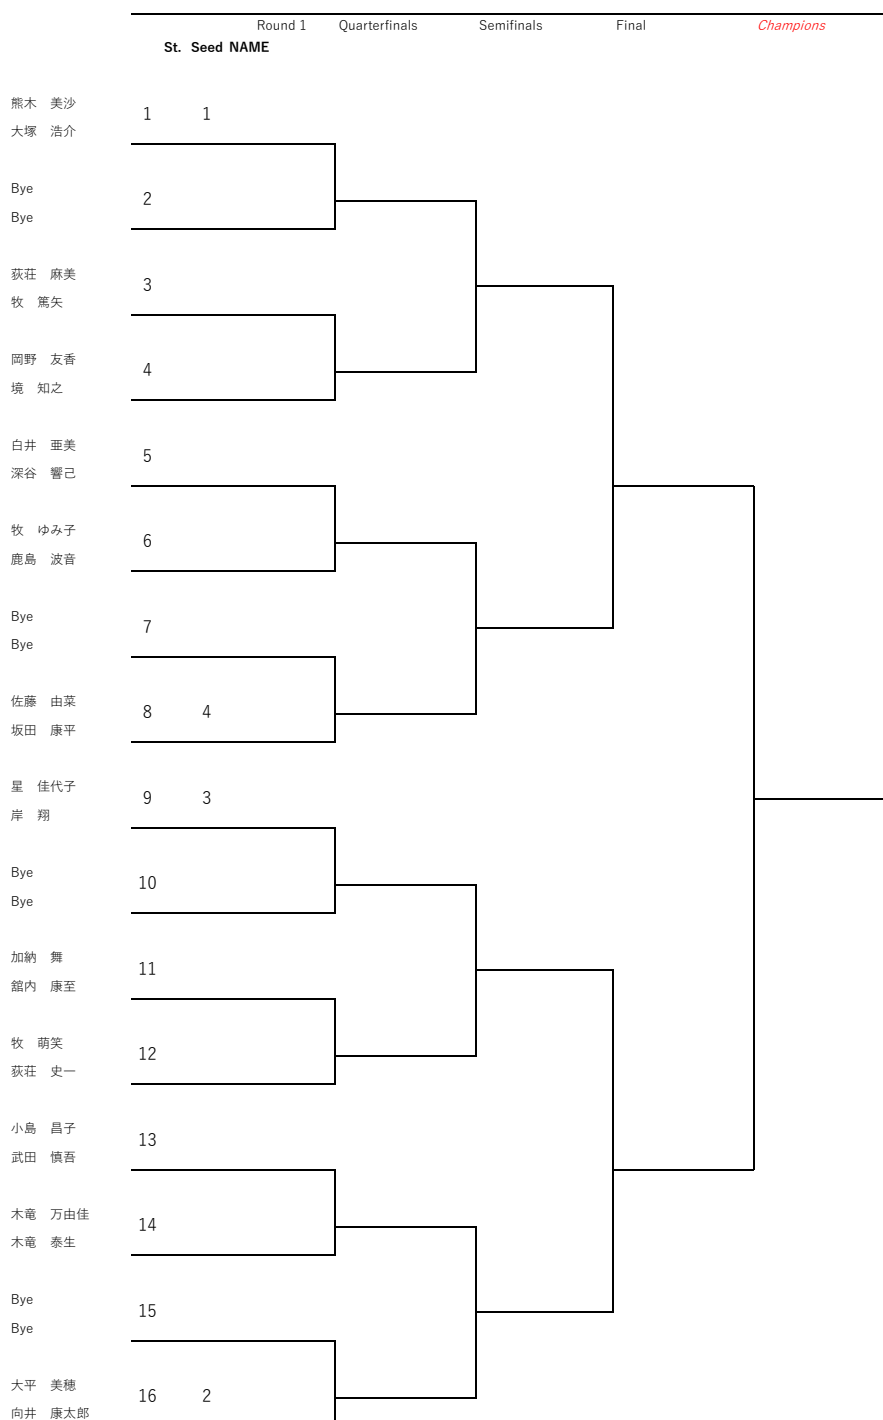 Round 1 Quarterfinals Semifinals Final Champions
St. Seed NAME
熊木　美沙
1 1
大塚　浩介
Bye
2
Bye
荻荘　麻美
3
牧　篤矢
岡野　友香
4
境　知之
白井　亜美
5
深谷　響己
牧　ゆみ子
6
鹿島　波音
Bye
7
Bye
佐藤　由菜
8 4
坂田　康平
星　佳代子
9 3
岸　翔
Bye
10
Bye
加納　舞
11
舘内　康至
牧　萌笑
12
荻荘　史一
小島　昌子
13
武田　慎吾
木竜　万由佳
14
木竜　泰生
Bye
15
Bye
大平　美穂
16 2
向井　康太郎